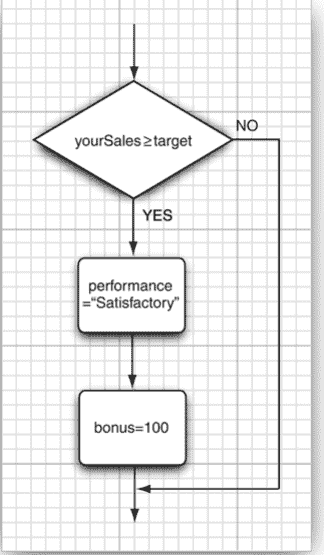 yourSales≥target
NO
YES
performance
=“Satisfactory”
bonus=100